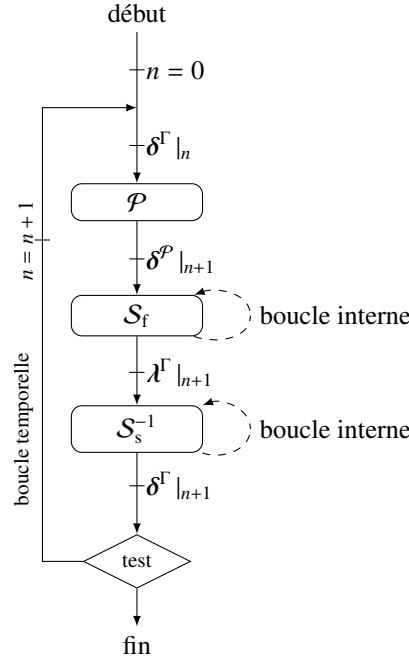 début
n = 0
δ^Γ |_n
𝒫
δ^𝒫 |_{n+1}
𝒮_f
boucle interne
λ^Γ |_{n+1}
𝒮_s^{-1}
boucle interne
δ^Γ |_{n+1}
test
fin
boucle temporelle
n = n + 1